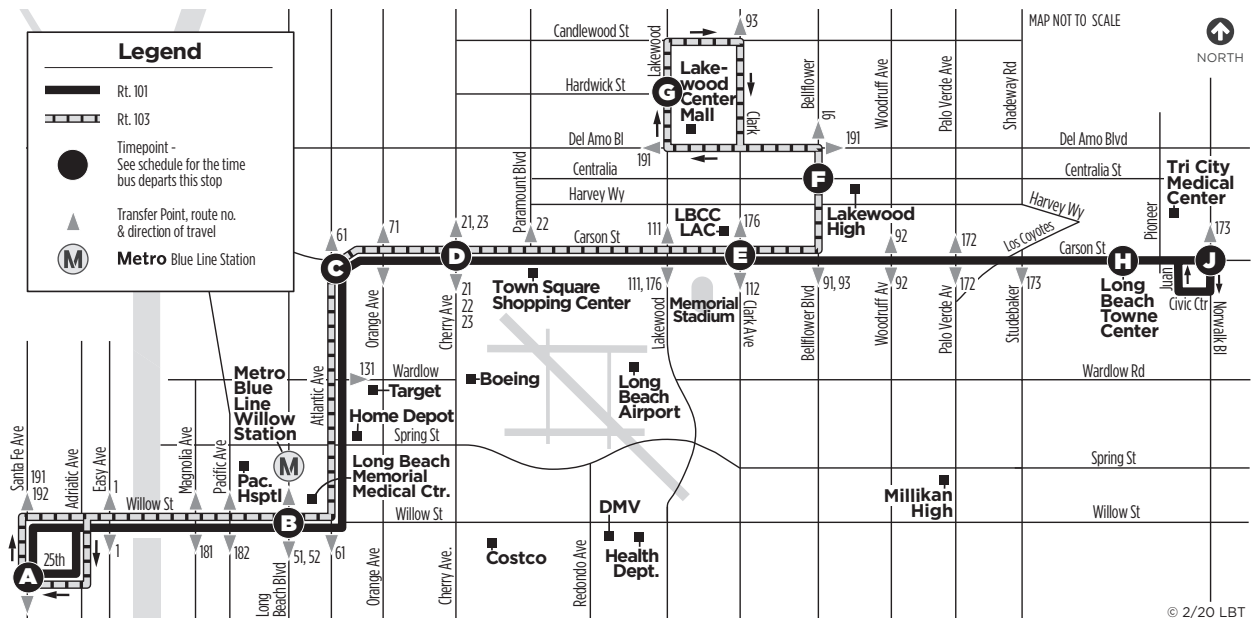 MAP NOT TO SCALE
NORTH
Legend
Rt. 101
Rt. 103
Timepoint -
See schedule for the time
bus departs this stop
Transfer Point, route no.
& direction of travel
M
Metro Blue Line Station
Candlewood St
Hardwick St
Del Amo Bl
Centralia
Harvey Wy
Carson St
Lakewood
93
Lake-
wood
Center
Mall
G
Clark
191
191
Bellflower
91
Woodruff Ave
Palo Verde Ave
Shadeway Rd
Del Amo Blvd
Centralia St
Harvey Wy
Los Coyotes
Carson St
Tri City
Medical
Center
Pioneer
173
F
Lakewood
High
Paramount Blvd
61
71
21, 23
22
111
LBCC
LAC
176
92
172
C
D
E
H
J
Town Square
Shopping Center
Memorial
Stadium
Long
Beach
Towne
Center
Juan
Civic Ctr
Norwalk Bl
Orange Ave
Cherry Ave
21
22
23
111, 176
Lakewood
112
Clark Ave
91, 93
Bellflower Blvd
92
Woodruff Av
172
Palo Verde Av
173
Studebaker
Atlantic Ave
131
Wardlow
Wardlow Rd
Target
Boeing
Long
Beach
Airport
Metro
Blue
Line
Willow
Station
Home Depot
Spring St
Spring St
M
Pac.
Hsptl
Long Beach
Memorial
Medical Ctr.
Santa Fe Ave
191
192
Adriatic Ave
Easy Ave
1
Magnolia Ave
Pacific Ave
Willow St
Willow St
Willow St
B
Millikan
High
DMV
Health
Dept.
Costco
25th
A
1
181
182
51, 52
61
Long
Beach Blvd
Orange Ave
Cherry Ave.
Redondo Ave
© 2/20 LBT